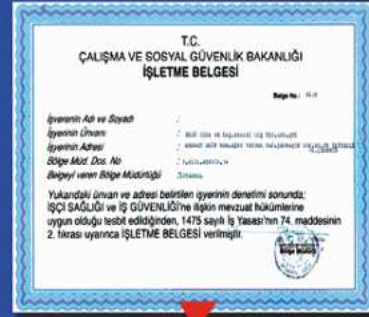 T.C.
ÇALIŞMA VE SOSYAL GÜVENLİK BAKANLIĞI
İŞLETME BELGESİ
Belge No :
İşverenin Adı ve Soyadı :
İşyerinin Ünvanı :
İşyerinin Adresi :
Bölge Müd. Dos. No :
Belgeyi veren Bölge Müdürlüğü :
Yukarıdaki ünvan ve adresi belirtilen işyerinin denetimi sonunda;
İŞÇİ SAĞLIĞI ve İŞ GÜVENLİĞİ'ne ilişkin mevzuat hükümlerine
uygun olduğu tesbit edildiğinden, 1475 sayılı İş Yasası'nın 74. maddesinin
2. fıkrası uyarınca İŞLETME BELGESİ verilmiştir.